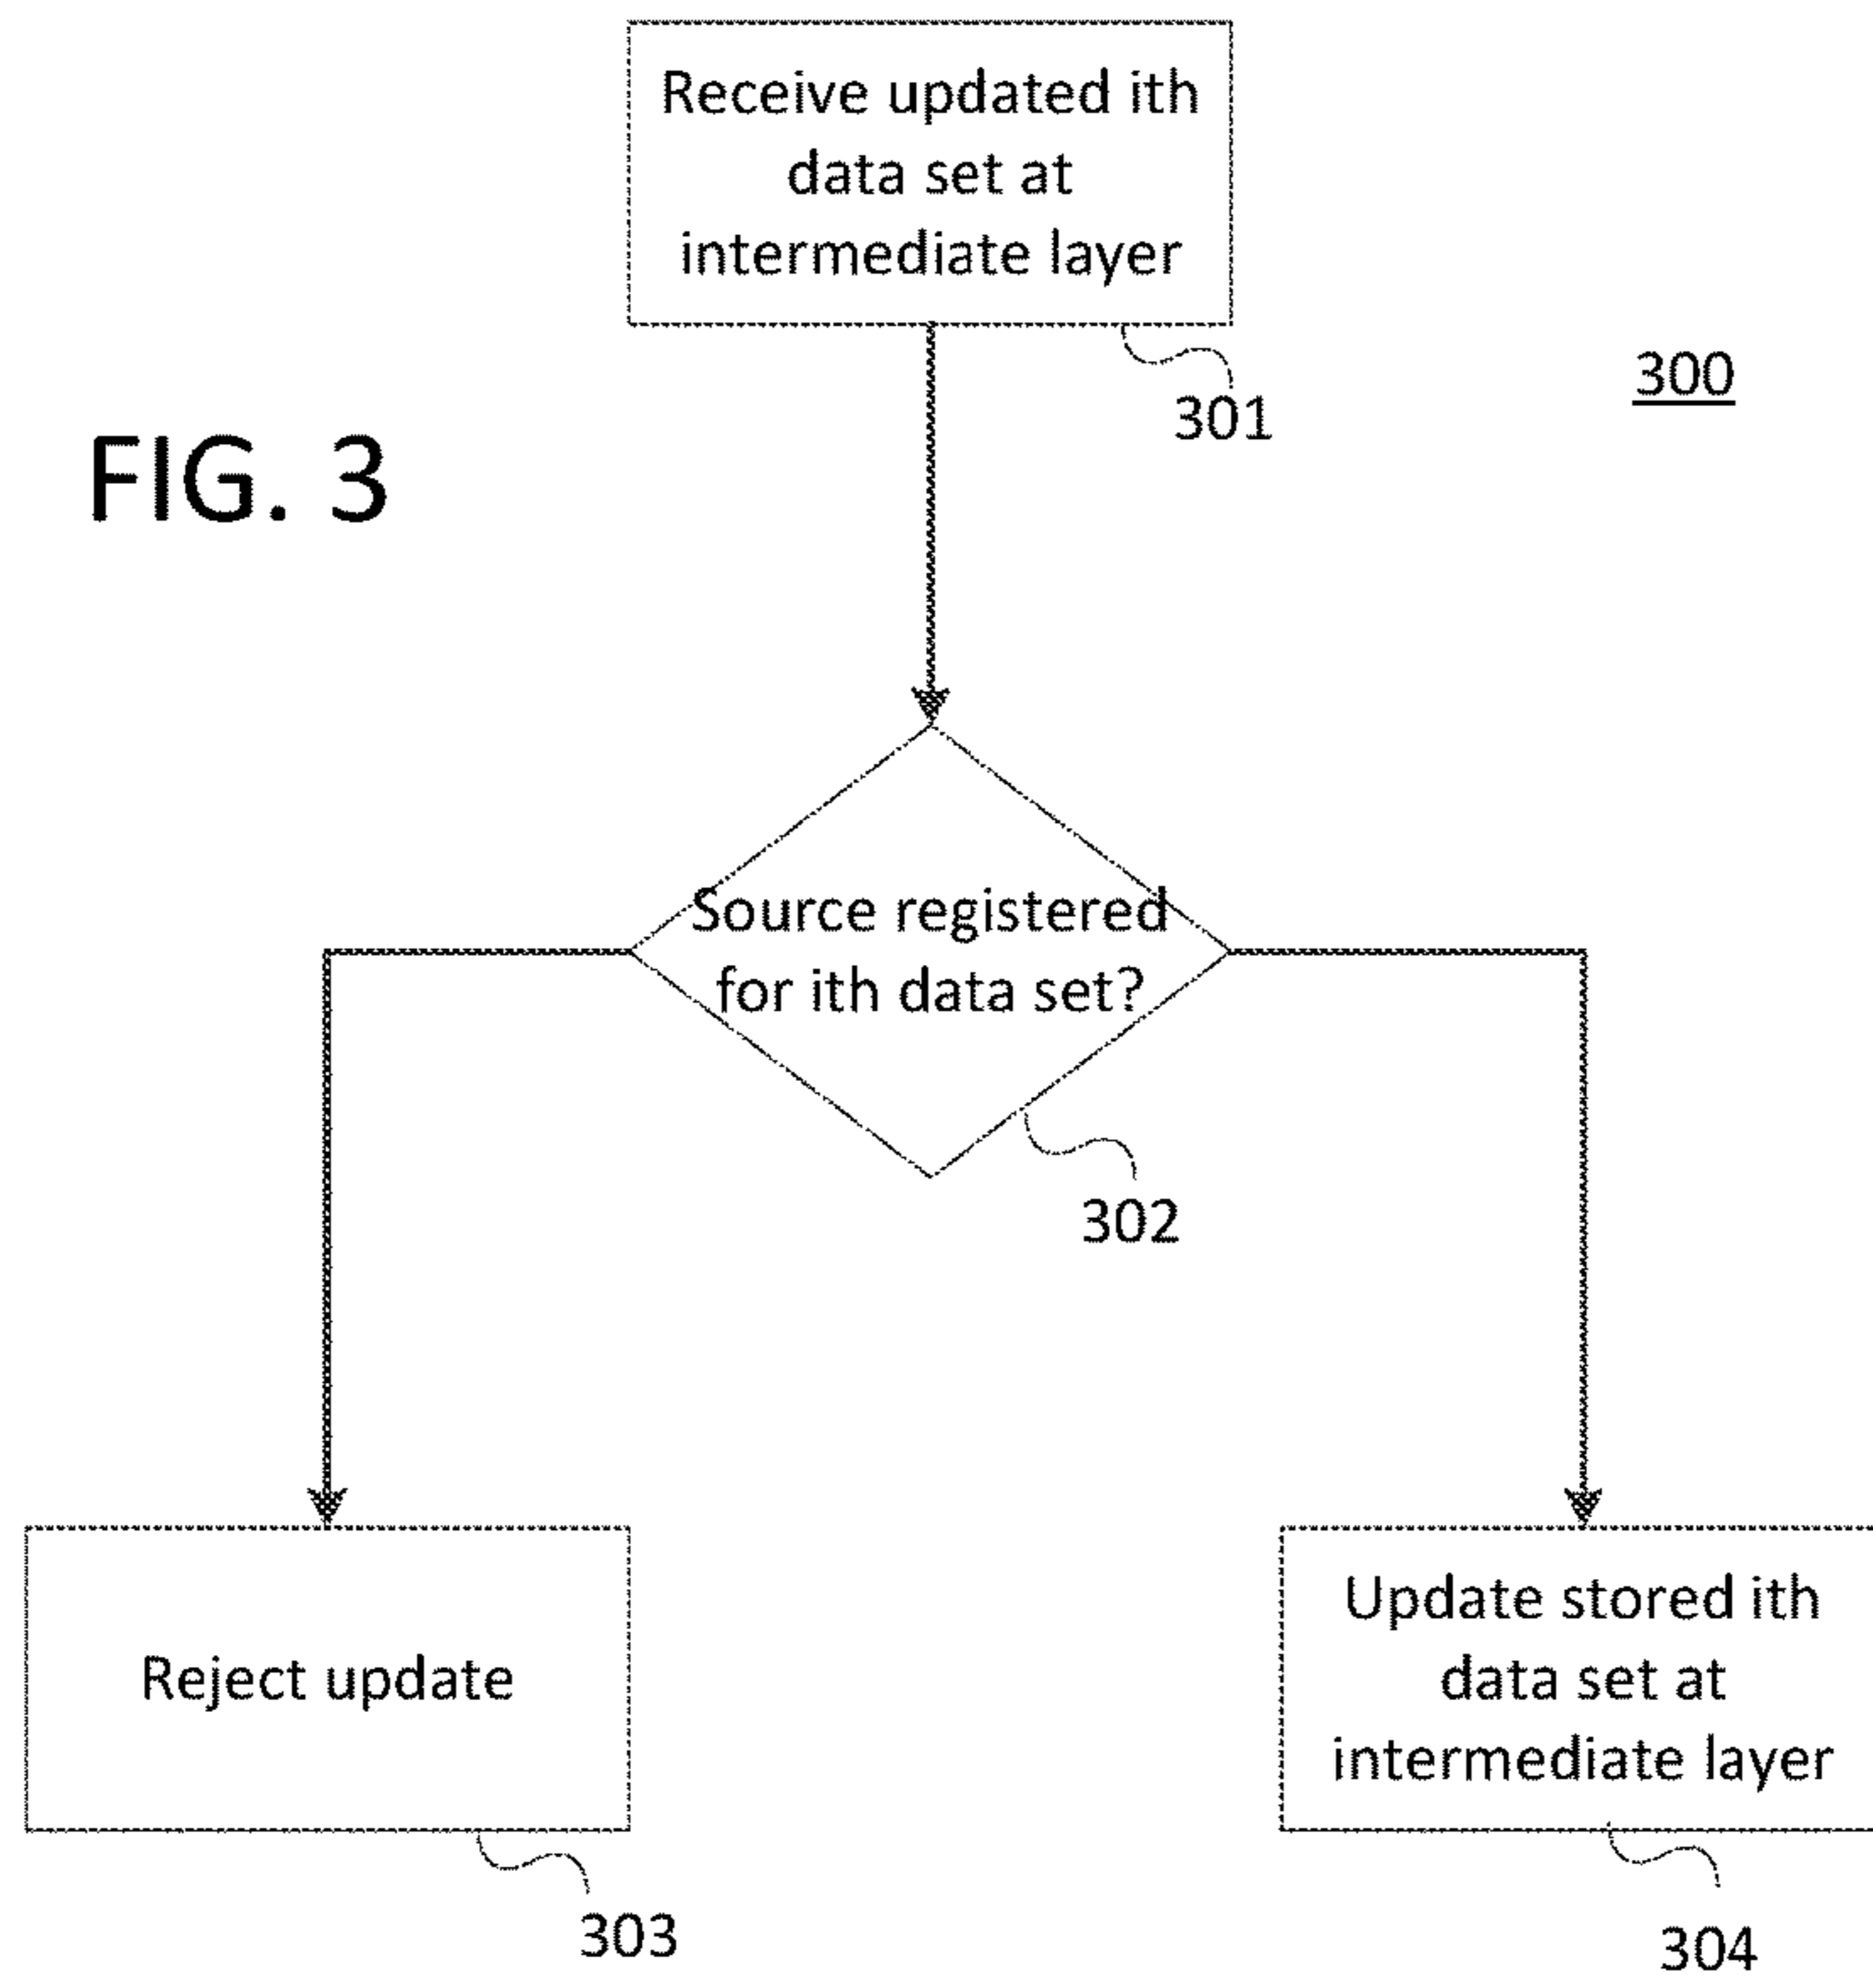 Receive updated ith
data set at
intermediate layer
301
300
FIG. 3
Source registered
for ith data set?
302
Reject update
303
Update stored ith
data set at
intermediate layer
304